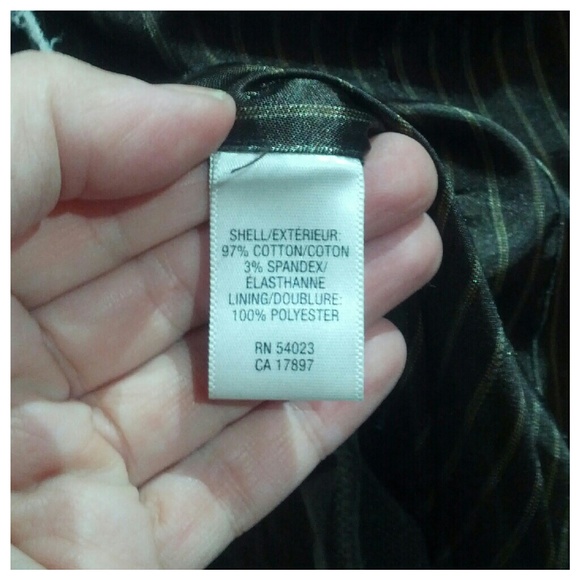 SHELL/EXTÉRIEUR:
97% COTTON/COTON
3% SPANDEX/
ÉLASTHANNE
LINING/DOUBLURE:
100% POLYESTER
RN 54023
CA 17897